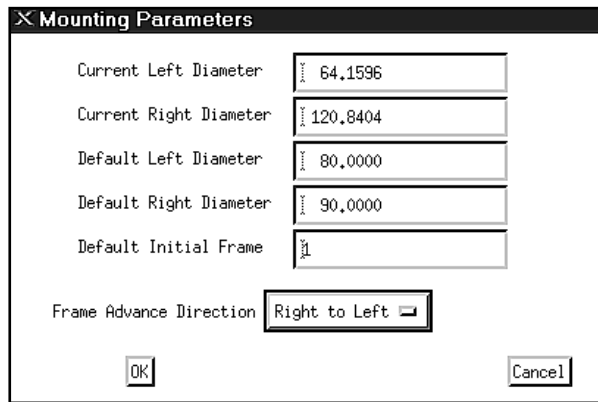 X Mounting Parameters
Current Left Diameter 64.1596
Current Right Diameter 120.8404
Default Left Diameter 80.0000
Default Right Diameter 90.0000
Default Initial Frame 1
Frame Advance Direction Right to Left
OK Cancel